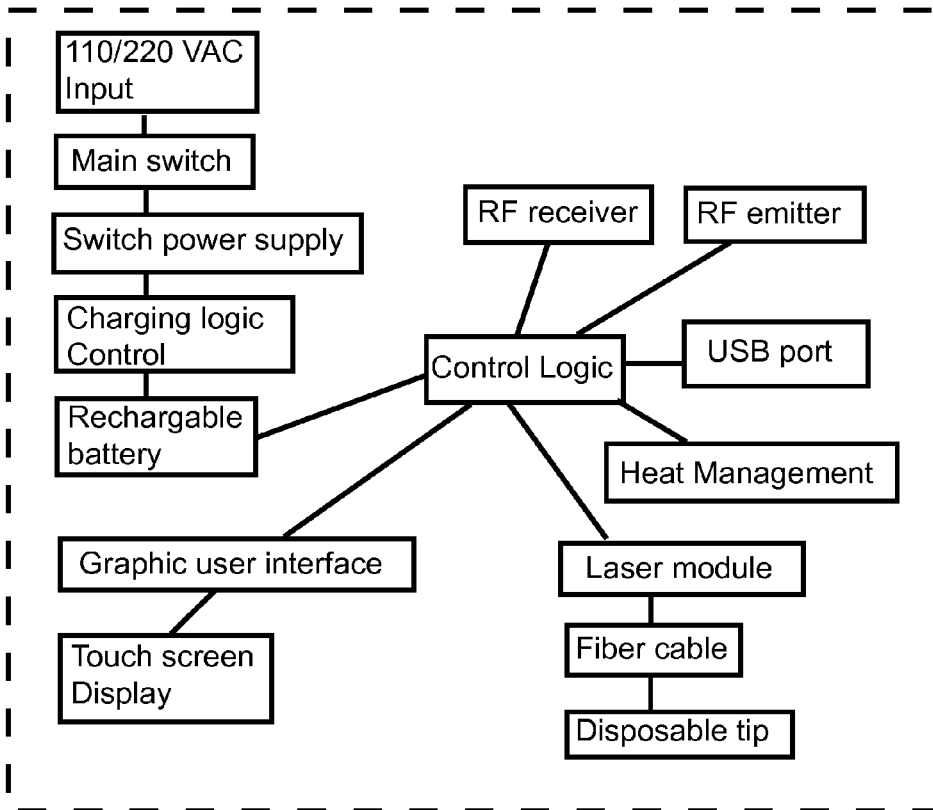 110/220 VAC
Input
Main switch
Switch power supply
Charging logic
Control
Rechargable
battery
RF receiver
RF emitter
Control Logic
USB port
Heat Management
Graphic user interface
Touch screen
Display
Laser module
Fiber cable
Disposable tip